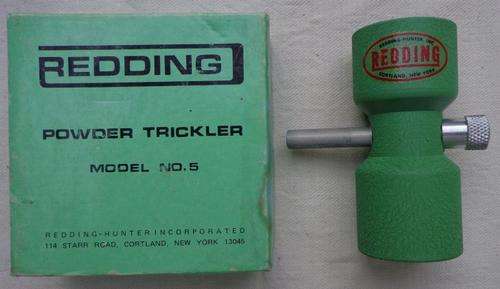 REDDING
POWDER TRICKLER
MODEL NO. 5
REDDING-HUNTER INCORPORATED
114 STARR ROAD, CORTLAND, NEW YORK 13045
REDDING-HUNTER INC
REDDING
CORTLAND, NEW YORK